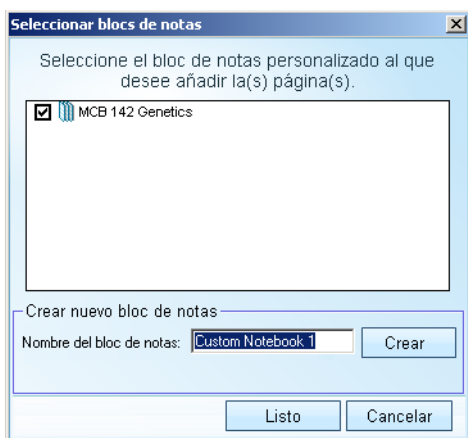 Seleccionar blocs de notas
Seleccione el bloc de notas personalizado al que
desee añadir la(s) página(s).
MCB 142 Genetics
Crear nuevo bloc de notas
Nombre del bloc de notas: Custom Notebook 1 Crear
Listo Cancelar